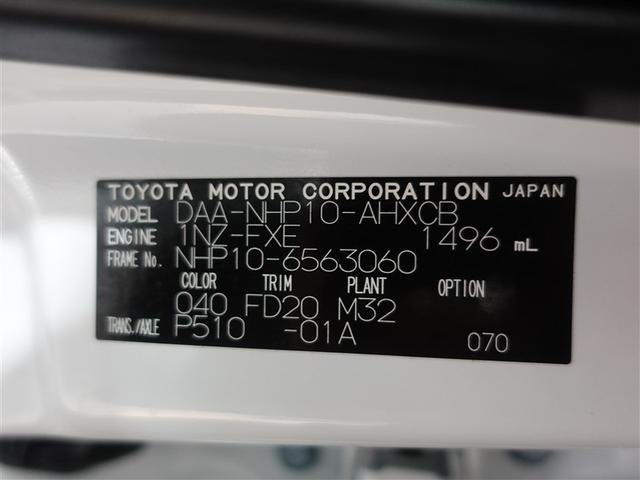 TOYOTA MOTOR CORPORATION JAPAN
MODEL DAA-NHP10-AHXCB
ENGINE 1NZ-FXE 1496 mL
FRAME No. NHP10-6563060
COLOR TRIM PLANT OPTION
040 FD20 M32
TRANS./AXLE P510 -01A 070